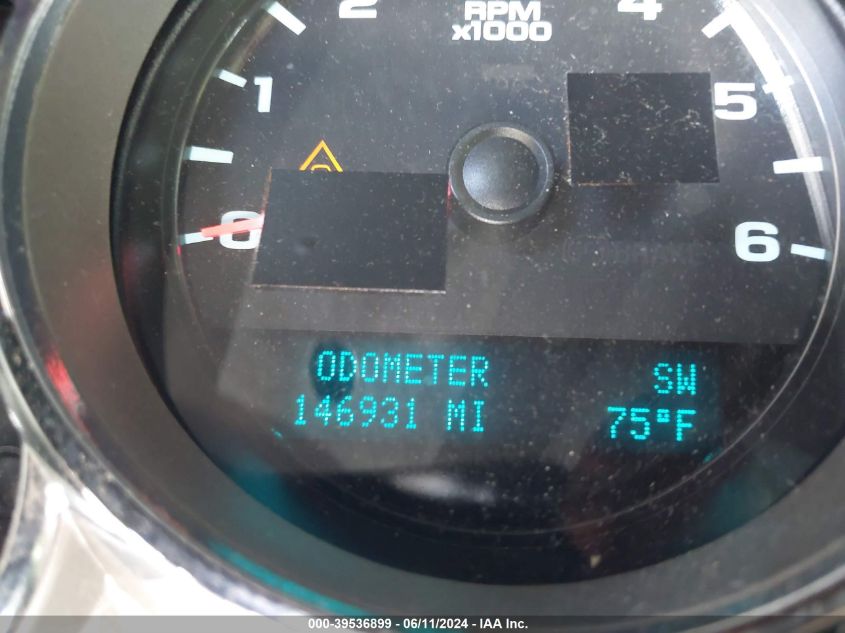 2
RPM
4
x1000
1
5
0
6
ODOMETER
SW
146931 MI
75°F
000-39536899 - 06/11/2024 - IAA Inc.